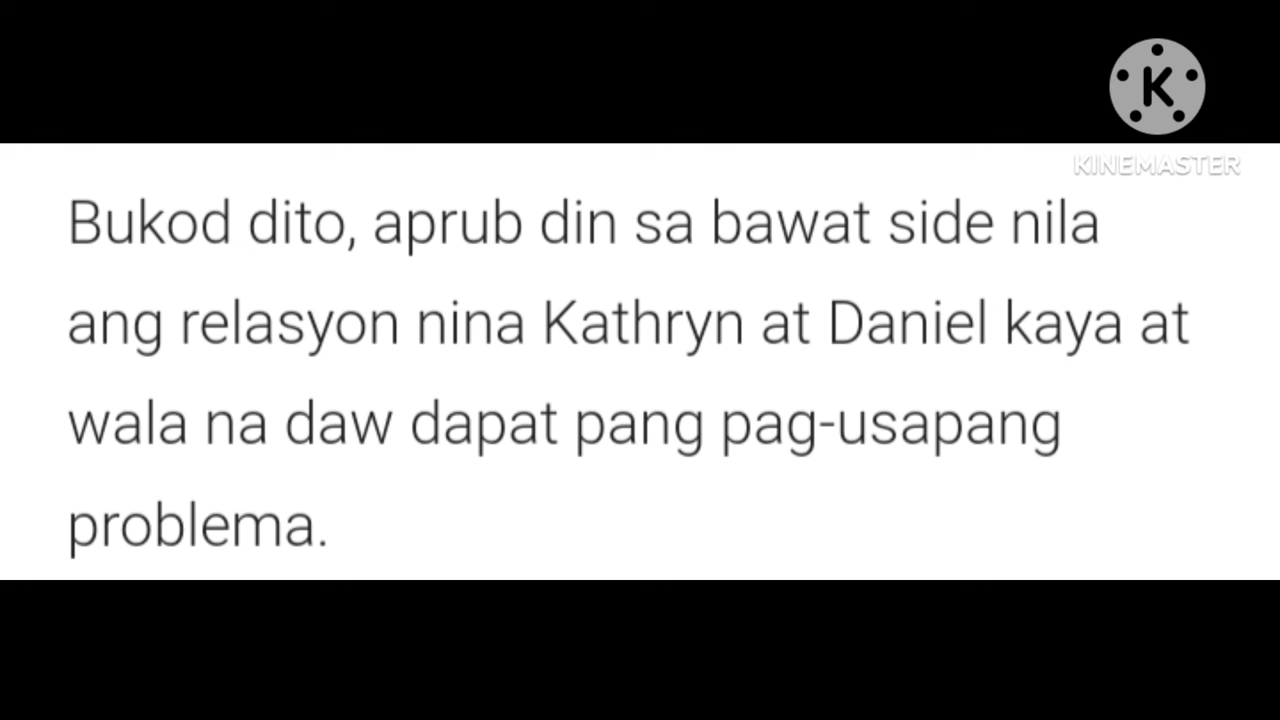 K
KINEMASTER
Bukod dito, aprub din sa bawat side nila
ang relasyon nina Kathryn at Daniel kaya at
wala na daw dapat pang pag-usapang
problema.